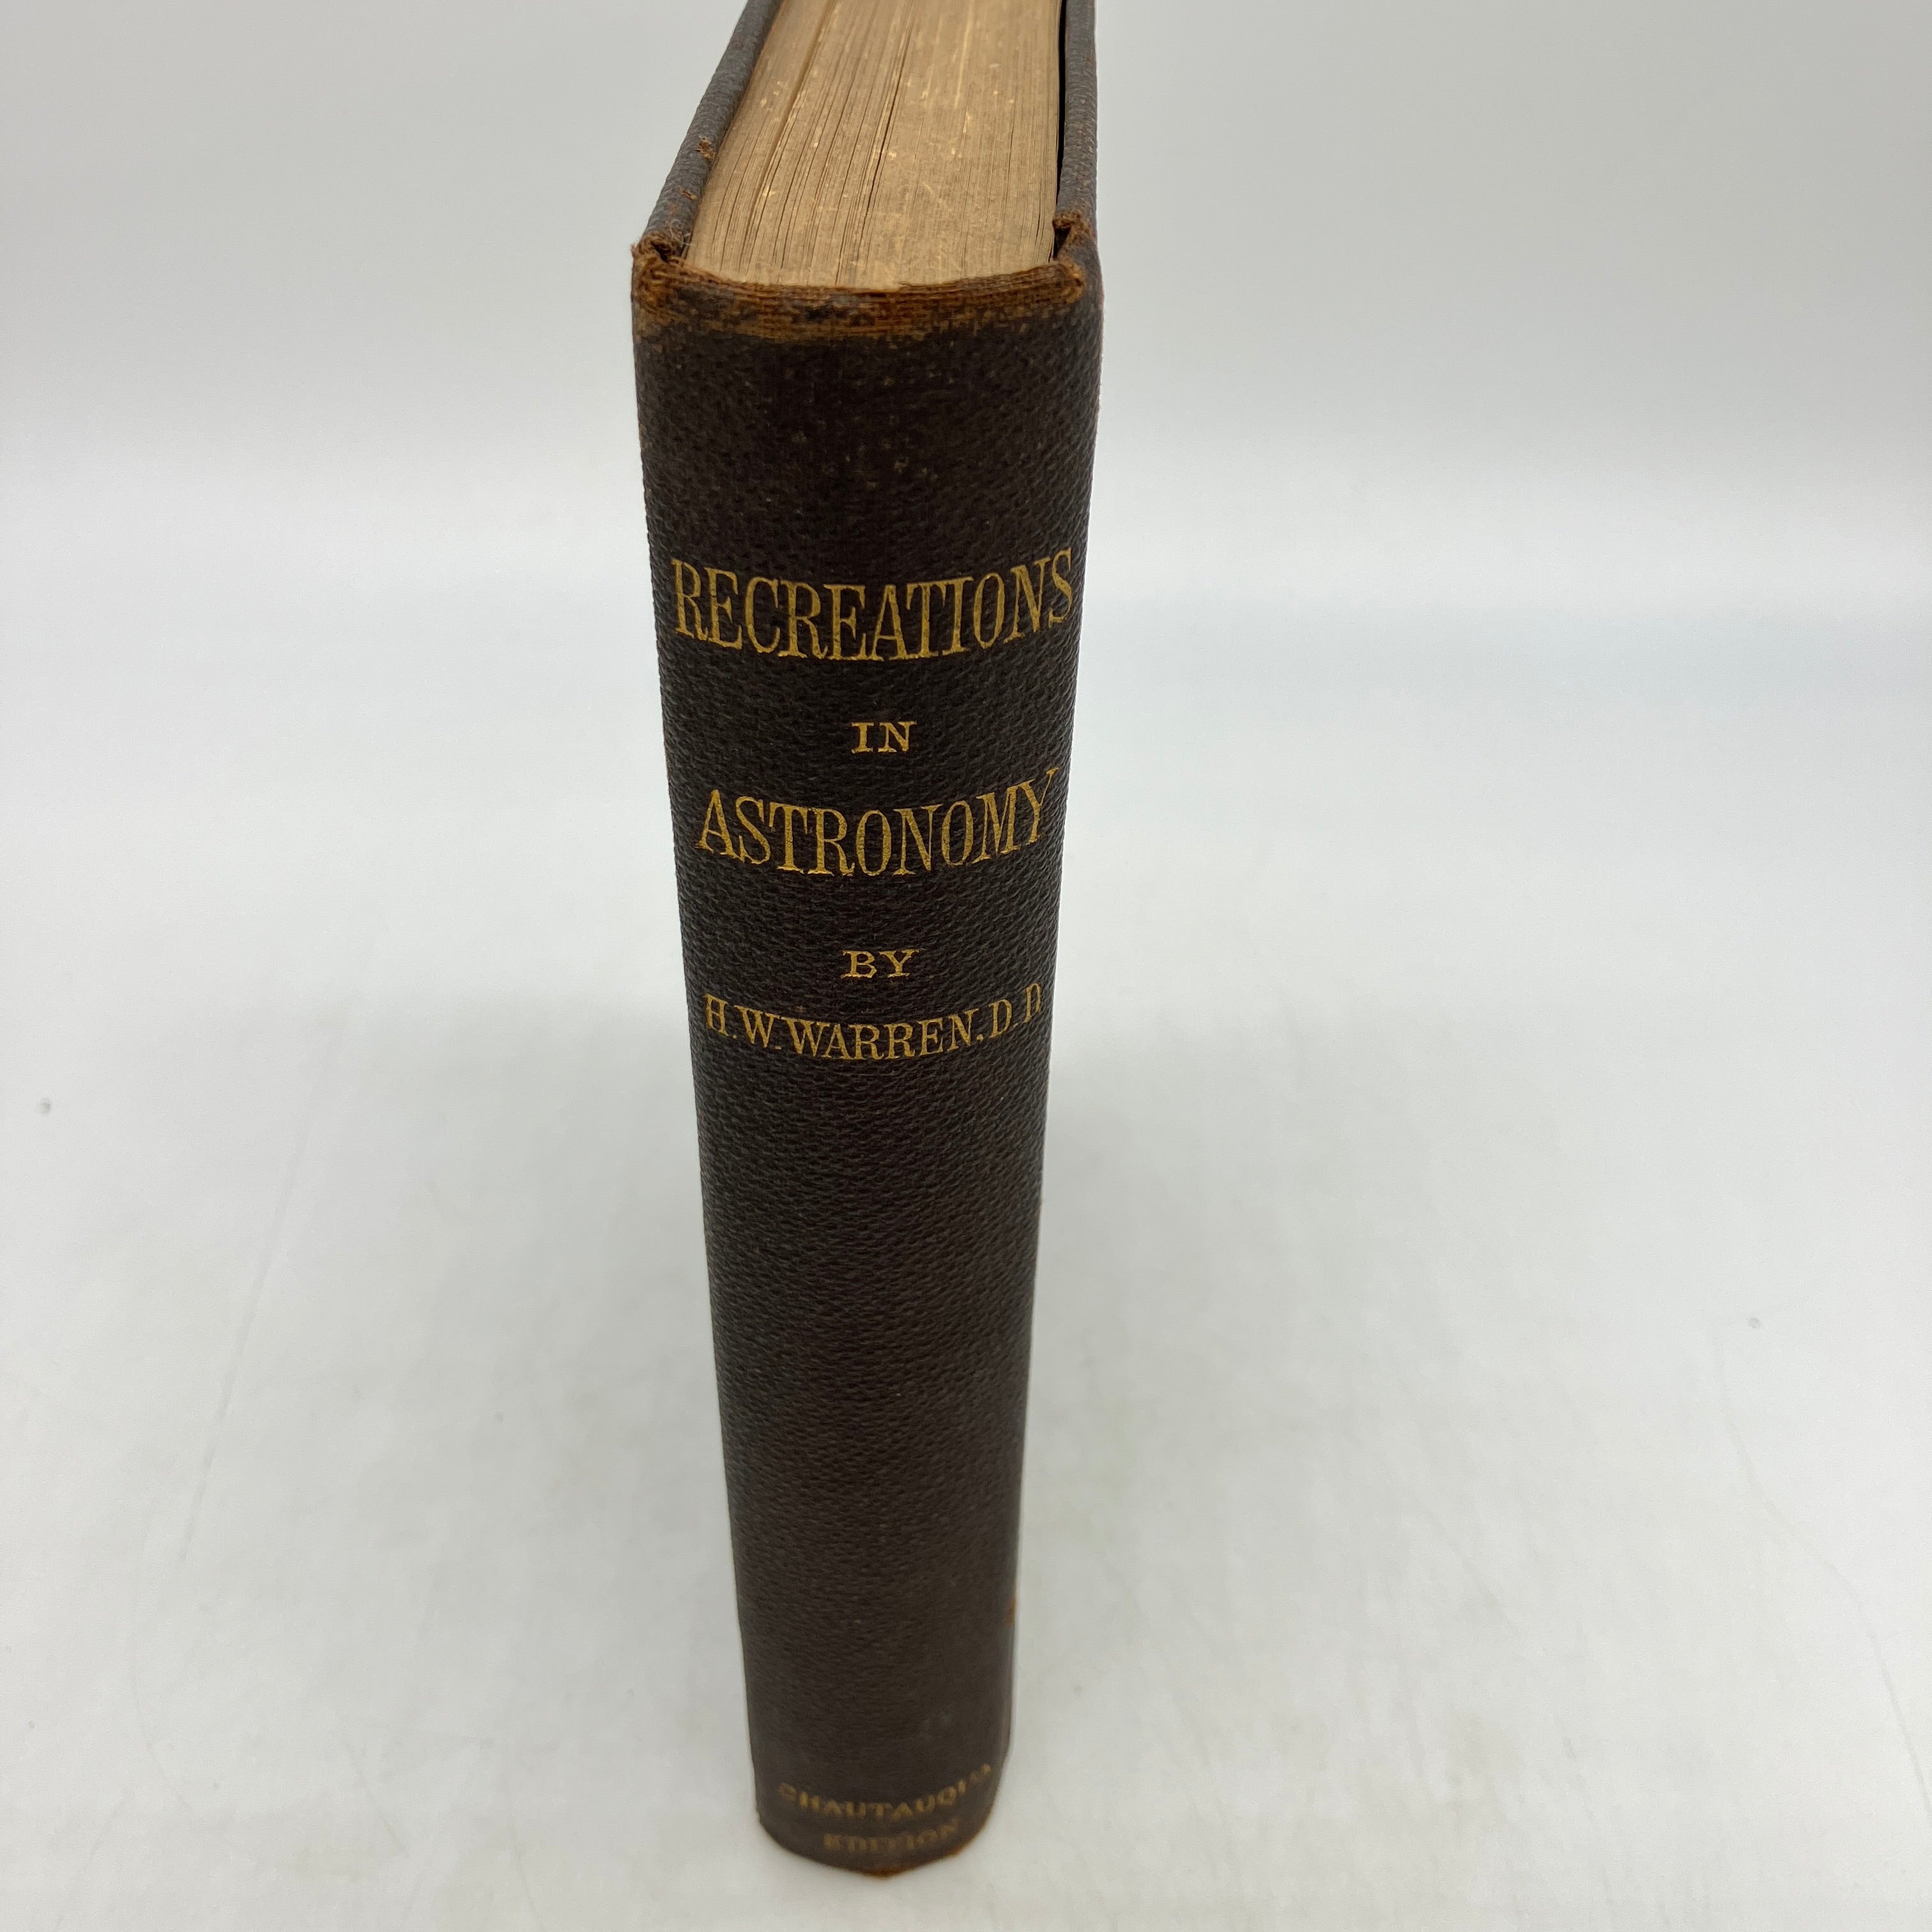 RECREATIONS
IN
ASTRONOMY
BY
H.W.WARREN, D.D.
CHAUTAUQUA
EDITION